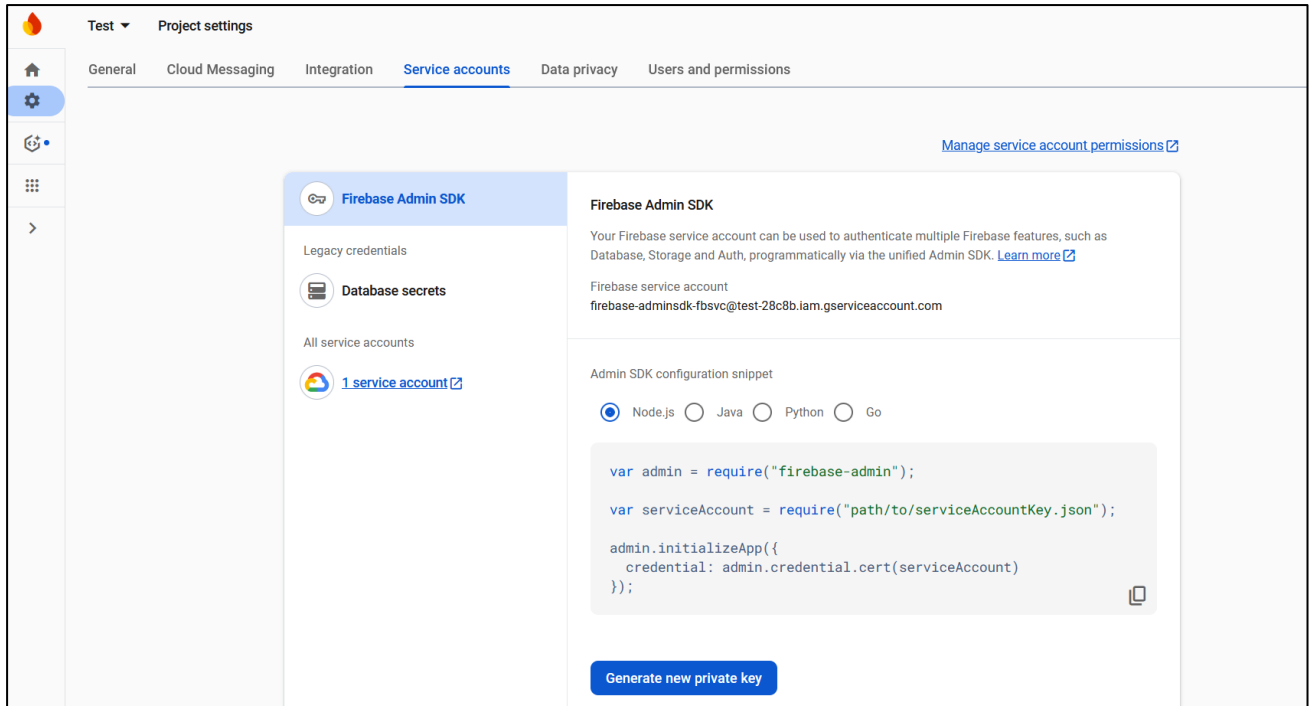 Test Project settings
General Cloud Messaging Integration Service accounts Data privacy Users and permissions
Manage service account permissions
Firebase Admin SDK
Legacy credentials
Database secrets
All service accounts
1 service account
Firebase Admin SDK
Your Firebase service account can be used to authenticate multiple Firebase features, such as
Database, Storage and Auth, programmatically via the unified Admin SDK. Learn more
Firebase service account
firebase-adminsdk-fbsvc@test-28c8b.iam.gserviceaccount.com
Admin SDK configuration snippet
Node.js Java Python Go
var admin = require("firebase-admin");
var serviceAccount = require("path/to/serviceAccountKey.json");
admin.initializeApp({
  credential: admin.credential.cert(serviceAccount)
});
Generate new private key